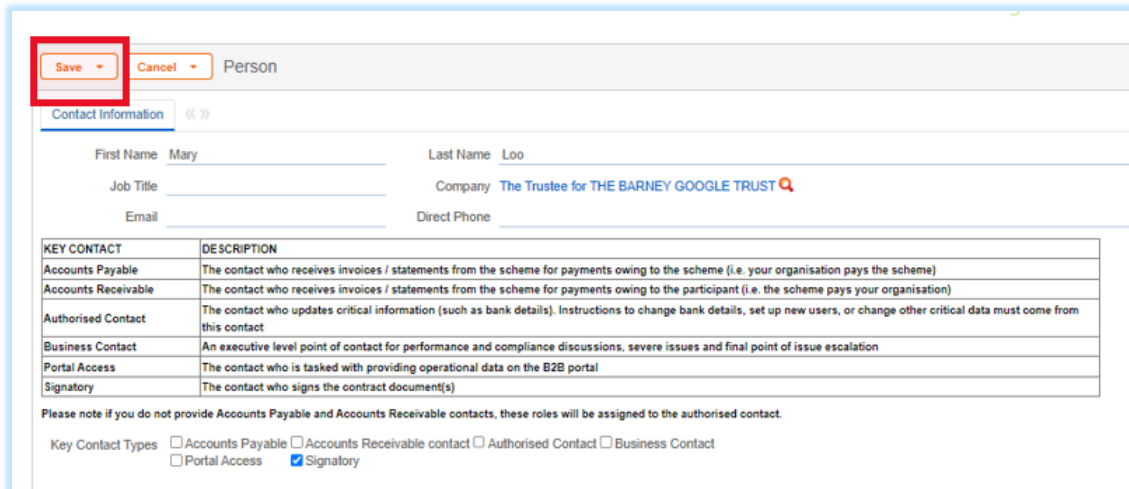 Save Cancel Person
Contact Information
First Name Mary Last Name Loo
Job Title Company The Trustee for THE BARNEY GOOGLE TRUST
Email Direct Phone
KEY CONTACT DESCRIPTION
Accounts Payable The contact who receives invoices / statements from the scheme for payments owing to the scheme (i.e. your organisation pays the scheme)
Accounts Receivable The contact who receives invoices / statements from the scheme for payments owing to the participant (i.e. the scheme pays your organisation)
Authorised Contact The contact who updates critical information (such as bank details). Instructions to change bank details, set up new users, or change other critical data must come from
this contact
Business Contact An executive level point of contact for performance and compliance discussions, severe issues and final point of issue escalation
Portal Access The contact who is tasked with providing operational data on the B2B portal
Signatory The contact who signs the contract document(s)
Please note if you do not provide Accounts Payable and Accounts Receivable contacts, these roles will be assigned to the authorised contact.
Key Contact Types Accounts Payable Accounts Receivable contact Authorised Contact Business Contact
Portal Access Signatory